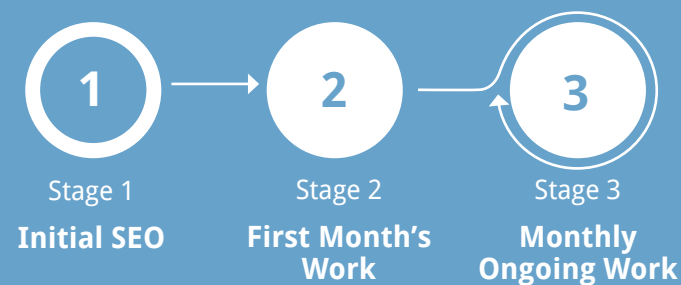 1
2
3
Stage 1
Stage 2
Stage 3
Initial SEO
First Month’s
Work
Monthly
Ongoing Work